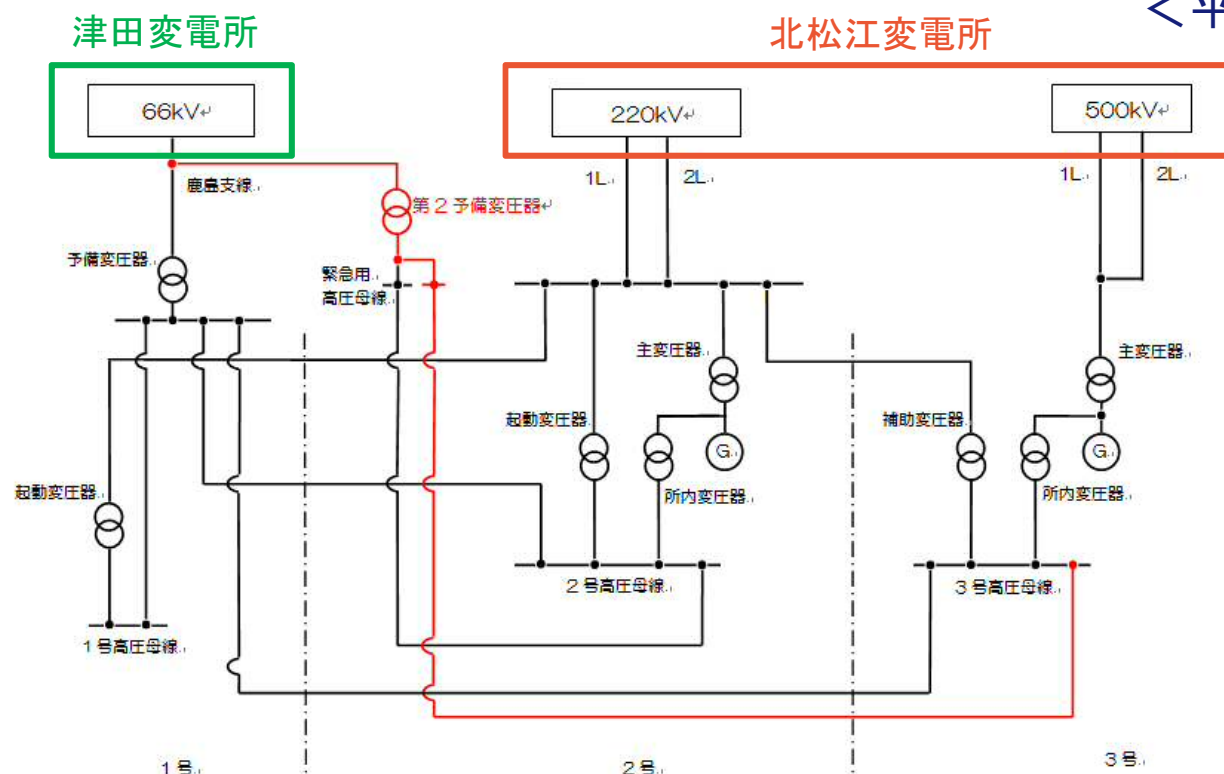 <平
津田変電所
北松江変電所
66kV↵
220kV↵
500kV↵
1L.
2L.
1L.
2L.
鹿島支線.
第2予備変圧器↵
予備変圧器.
緊急用.
高圧母線.
主変圧器.
主変圧器.
起動変圧器.
補助変圧器.
G.
G.
起動変圧器.
所内変圧器.
所内変圧器.
2号高圧母線.
3号高圧母線.
1号高圧母線.
1号.
2号.
3号.